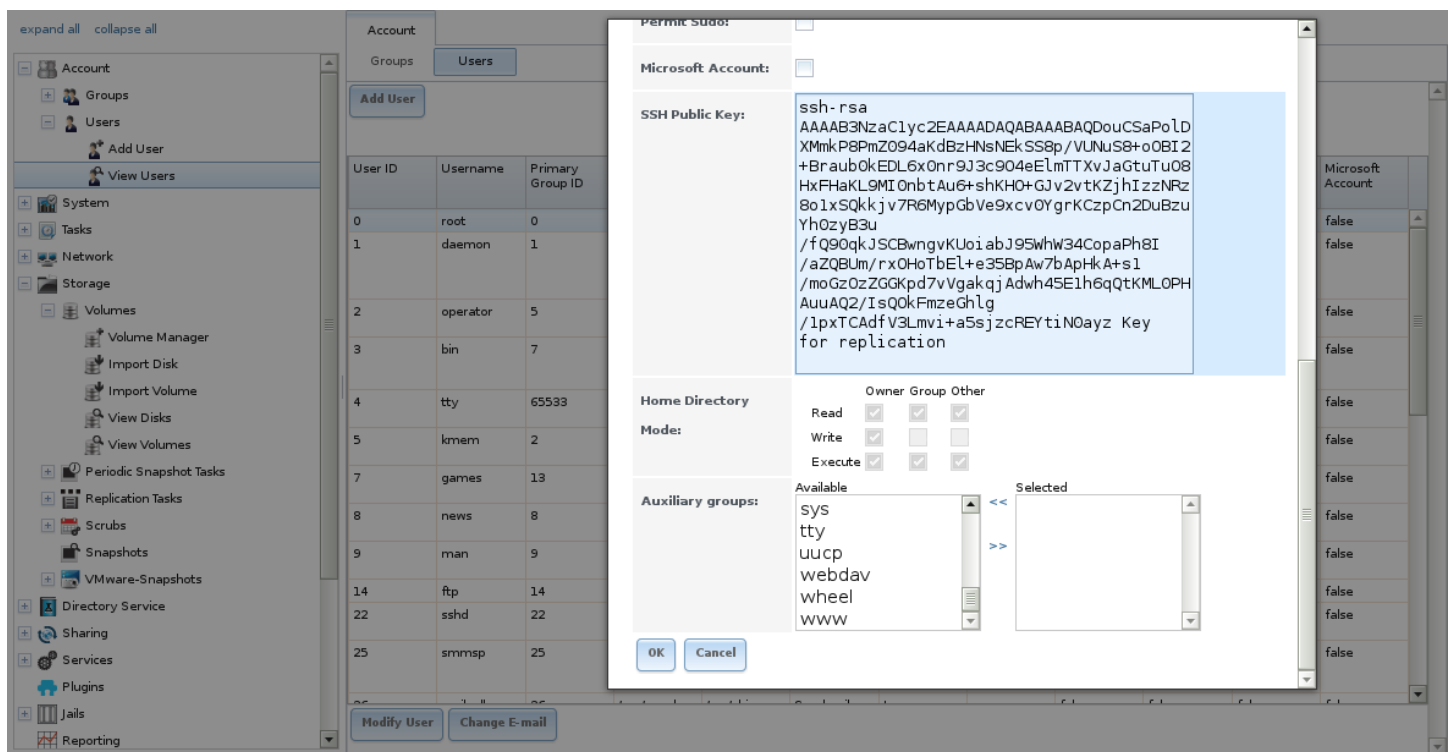 expand all collapse all
Account
Groups
Users
Add User
View Users
System
Tasks
Network
Storage
Volumes
Volume Manager
Import Disk
Import Volume
View Disks
View Volumes
Periodic Snapshot Tasks
Replication Tasks
Scrubs
Snapshots
VMware-Snapshots
Directory Service
Sharing
Services
Plugins
Jails
Reporting
Account
Groups Users
Add User
User ID Username Primary Group ID Microsoft Account
0 root 0 false
1 daemon 1 false
2 operator 5 false
3 bin 7 false
4 tty 65533 false
5 kmem 2 false
7 games 13 false
8 news 8 false
9 man 9 false
14 ftp 14 false
22 sshd 22 false
25 smmsp 25 false
Modify User Change E-mail
Permit Sudo:
Microsoft Account:
SSH Public Key:
ssh-rsa
AAAAB3NzaC1yc2EAAAADAQABAAABAQDouCSaPolD
XMmkP8PmZ094aKdBzHNsNEkSS8p/VUNuS8+oOBI2
+Braub0kEDL6x0nr9J3c904eElmTTXvJaGtuTuO8
HxFHaKL9MI0nbtAu6+shKHO+GJv2vtKZjhIzzNRz
8o1xSQkkjv7R6MypGbVe9xcvOYgrKCzpCn2DuBzu
YhOzyB3u
/fQ90qkJSCBwngvKUoiabJ95WhW34CopaPh8I
/aZQBUm/rxOHoTbEl+e35BpAw7bApHkA+s1
/moGzOzZGGKpd7vVgakqjAdwh45E1h6qQtKML0PH
AuuAQ2/IsQOkFmzeGhlg
/1pxTCAdfV3Lmvi+a5sjzcREYtiNOayz Key
for replication
Home Directory Mode:
Owner Group Other
Read
Write
Execute
Auxiliary groups:
Available
sys
tty
uucp
webdav
wheel
www
<<
>>
Selected
OK Cancel